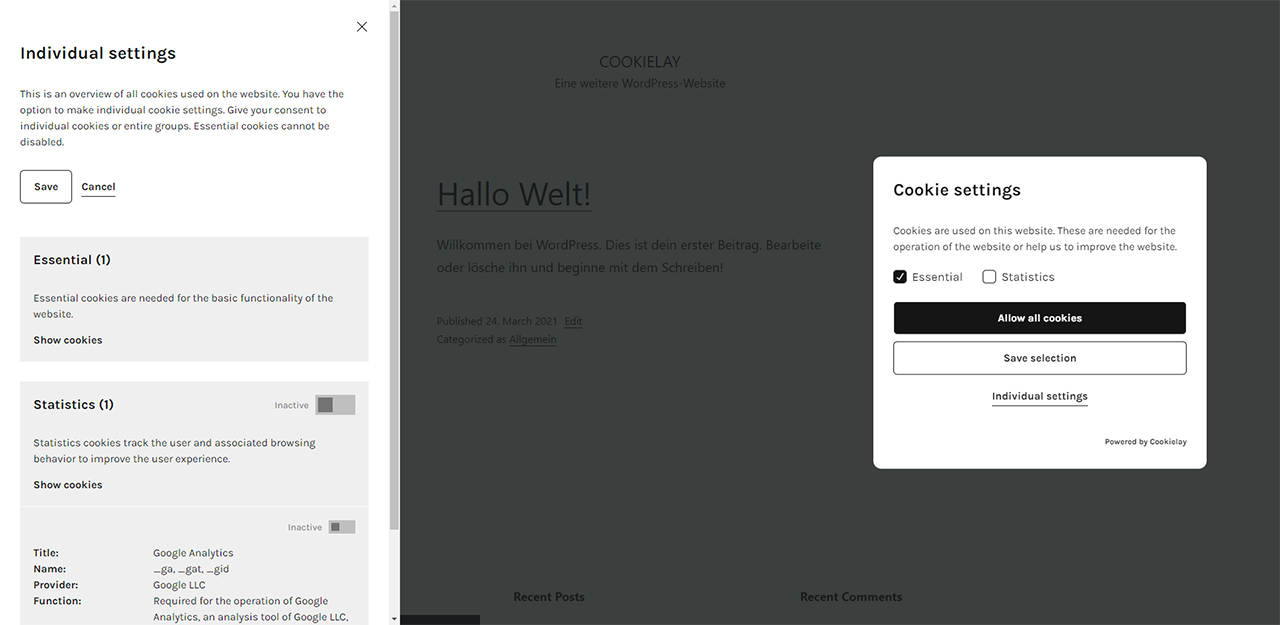 Individual settings
This is an overview of all cookies used on the website. You have the
option to make individual cookie settings. Give your consent to
individual cookies or entire groups. Essential cookies cannot be
disabled.
Save Cancel
Essential (1)
Essential cookies are needed for the basic functionality of the
website.
Show cookies
Statistics (1) Inactive
Statistics cookies track the user and associated browsing
behavior to improve the user experience.
Show cookies
Inactive
Title: Google Analytics
Name: _ga, _gat, _gid
Provider: Google LLC
Function: Required for the operation of Google
Analytics, an analysis tool of Google LLC,
COOKIELAY
Eine weitere WordPress-Website
Hallo Welt!
Willkommen bei WordPress. Dies ist dein erster Beitrag. Bearbeite
oder lösche ihn und beginne mit dem Schreiben!
Published 24. March 2021 Edit
Categorized as Allgemein
Recent Posts
Recent Comments
Cookie settings
Cookies are used on this website. These are needed for the
operation of the website or help us to improve the website.
Essential Statistics
Allow all cookies
Save selection
Individual settings
Powered by Cookielay